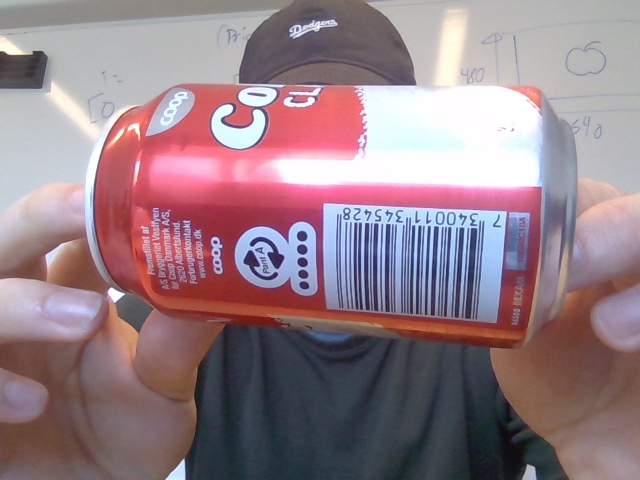 Dodgers
480
640
coop
Co
CL
Fremstillet af
A/S Bryggeriet Vestfyen
for Coop Danmark A/S,
2620 Albertslund.
Forbrugerkontakt
www.coop.dk
coop
pant A
7 340011 345428